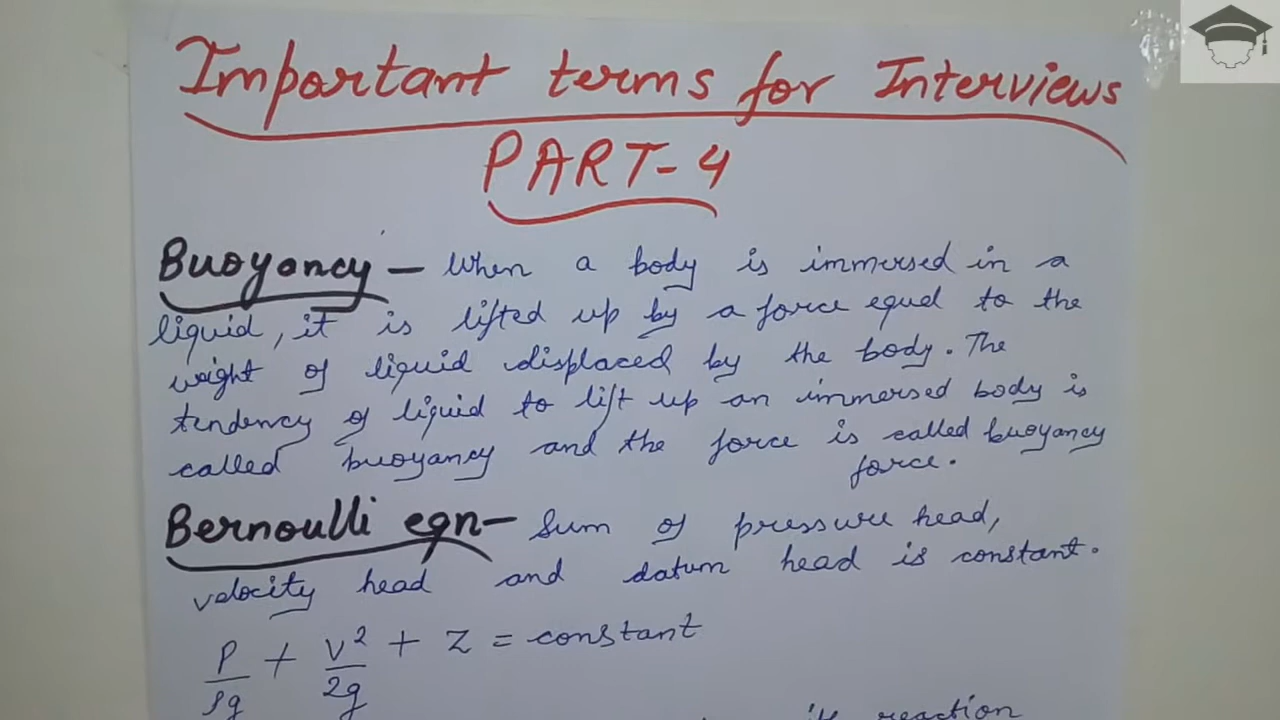 Important terms for Interviews
PART-4
Buoyancy - When a body is immersed in a
liquid, it is lifted up by a force equal to the
weight of liquid displaced by the body. The
tendency of liquid to lift up an immersed body is
called buoyancy and the force is called buoyancy
force.
Bernoulli eqn- Sum of pressure head,
velocity head and datum head is constant.
P/ρg + V²/2g + Z = constant
reaction